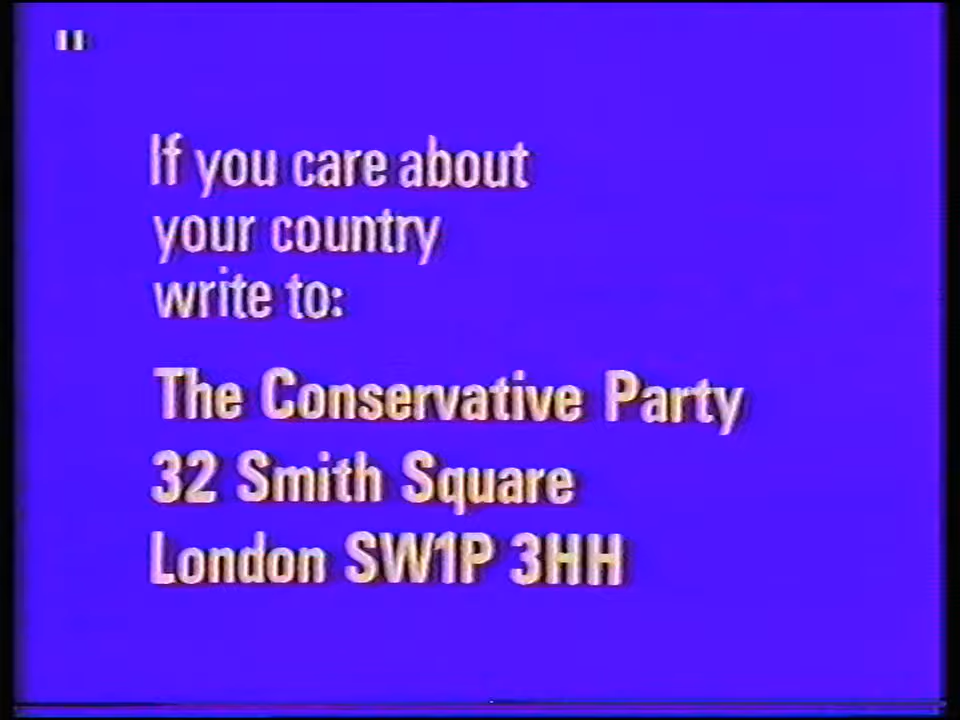 If you care about
your country
write to:
The Conservative Party
32 Smith Square
London SW1P 3HH